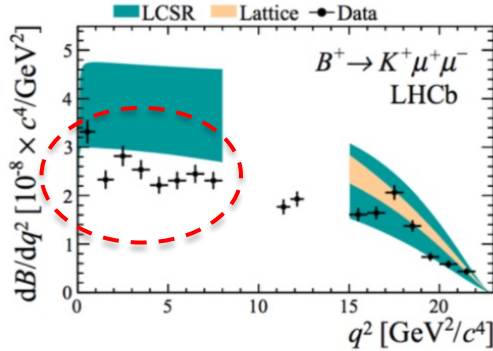 LCSR Lattice Data
B⁺ → K⁺μ⁺μ⁻
LHCb
dB/dq² [10⁻⁸ × c⁴/GeV²]
5
4
3
2
1
0
0 5 10 15 20
q² [GeV²/c⁴]